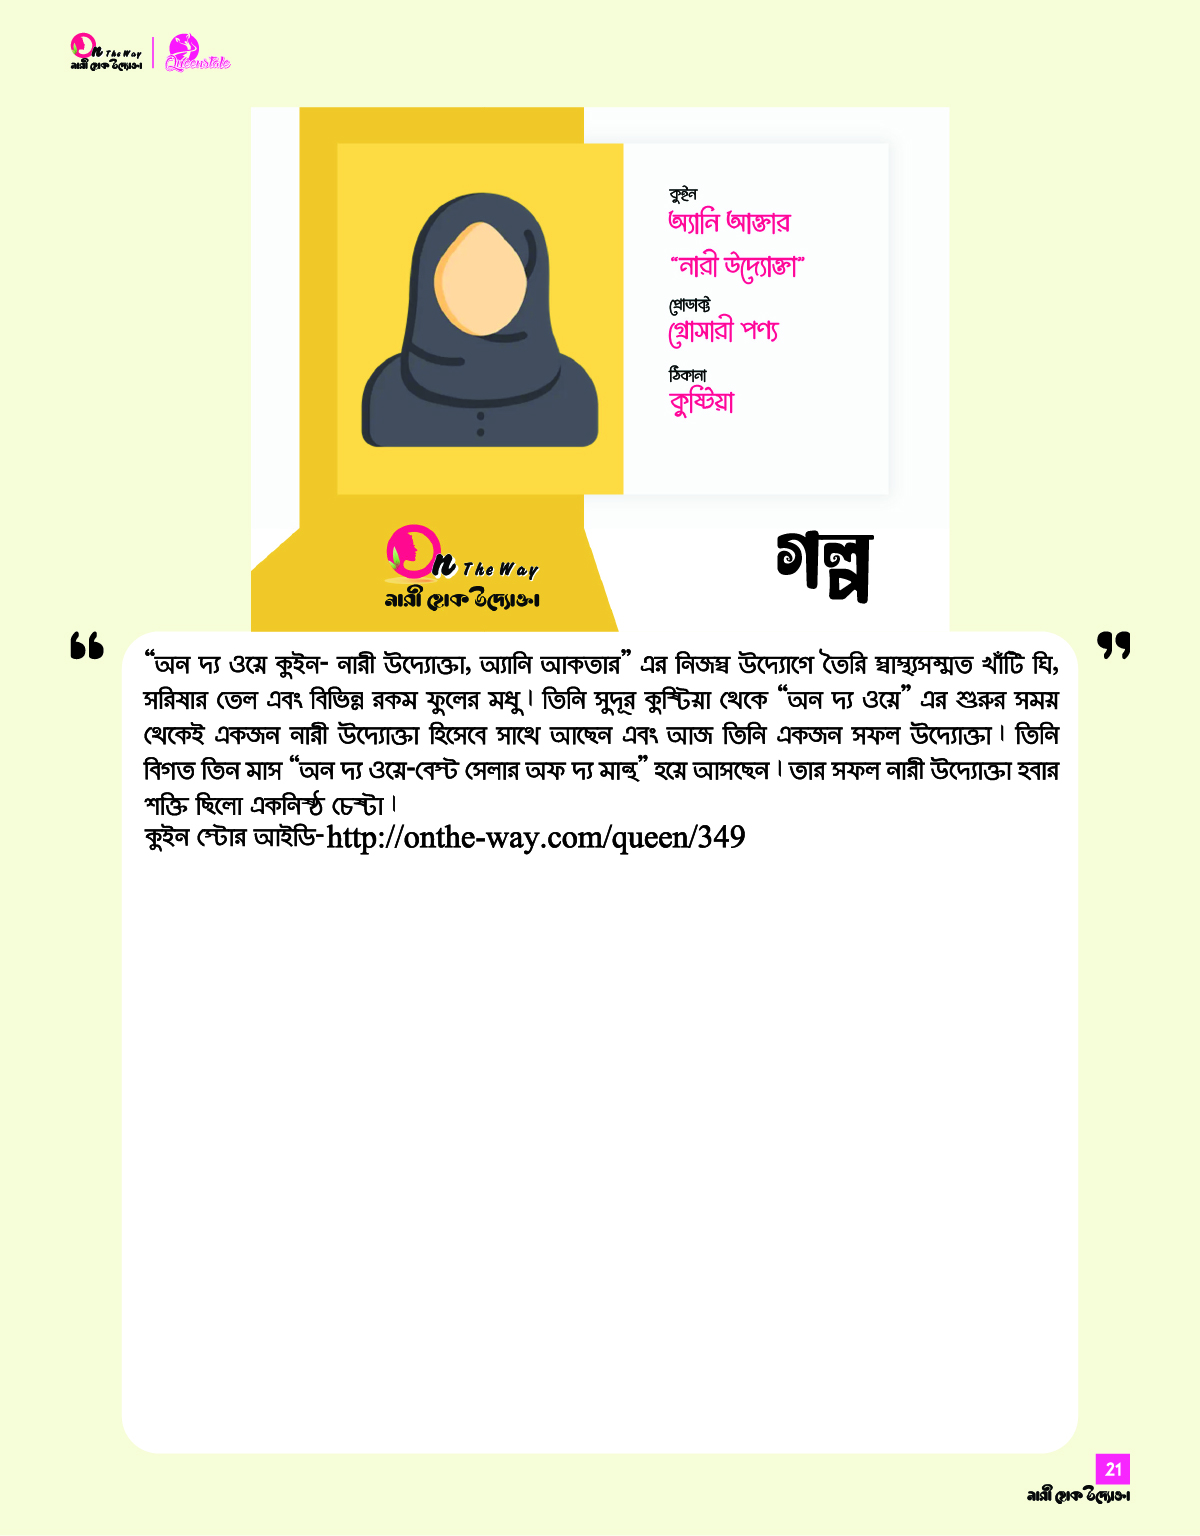 On The Way
নারী হোক উদ্যোক্তা
Queenstale
কুইন
অ্যানি আক্তার
“নারী উদ্যোক্তা”
প্রোডাক্ট
গ্রোসারী পণ্য
ঠিকানা
কুষ্টিয়া
On The Way
নারী হোক উদ্যোক্তা
গল্প
“অন দ্য ওয়ে কুইন- নারী উদ্যোক্তা, অ্যানি আকতার” এর নিজস্ব উদ্যোগে তৈরি স্বাস্থ্যসম্মত খাঁটি ঘি,
সরিষার তেল এবং বিভিন্ন রকম ফুলের মধু। তিনি সুদূর কুস্টিয়া থেকে “অন দ্য ওয়ে” এর শুরুর সময়
থেকেই একজন নারী উদ্যোক্তা হিসেবে সাথে আছেন এবং আজ তিনি একজন সফল উদ্যোক্তা। তিনি
বিগত তিন মাস “অন দ্য ওয়ে-বেস্ট সেলার অফ দ্য মান্থ” হয়ে আসছেন। তার সফল নারী উদ্যোক্তা হবার
শক্তি ছিলো একনিস্ঠ চেস্টা।
কুইন স্টোর আইডি-http://onthe-way.com/queen/349
21
নারী হোক উদ্যোক্তা